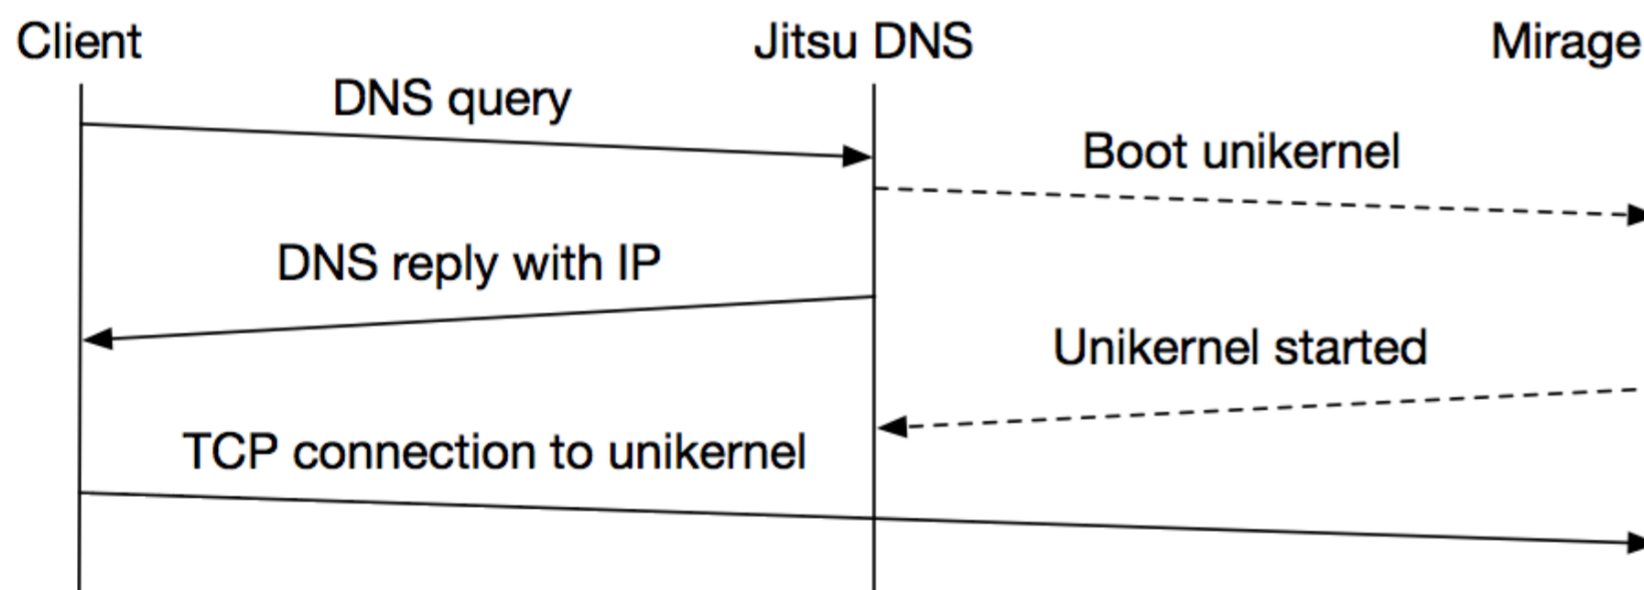 Client Jitsu DNS Mirage
DNS query
Boot unikernel
DNS reply with IP
Unikernel started
TCP connection to unikernel